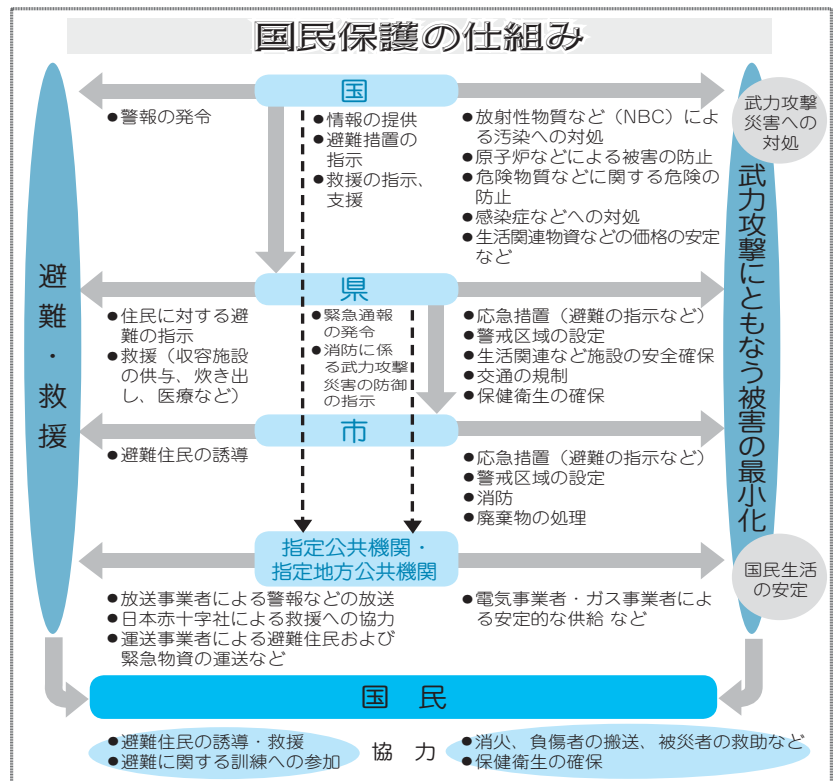 国民保護の仕組み
避難・救援
国
●警報の発令
●情報の提供
●避難措置の
指示
●救援の指示、
支援
●放射性物質など（NBC）によ
る汚染への対処
●原子炉などによる被害の防止
●危険物質などに関する危険の
防止
●感染症などへの対処
●生活関連物資などの価格の安定
など
武力攻撃
災害への
対処
武力攻撃にともなう被害の最小化
県
●住民に対する避
難の指示
●救援（収容施設
の供与、炊き出
し、医療など）
●緊急通報
の発令
●消防に係
る武力攻撃
災害の防御
の指示
●応急措置（避難の指示など）
●警戒区域の設定
●生活関連など施設の安全確保
●交通の規制
●保健衛生の確保
市
●避難住民の誘導
●応急措置（避難の指示など）
●警戒区域の設定
●消防
●廃棄物の処理
指定公共機関・
指定地方公共機関
●放送事業者による警報などの放送
●日本赤十字社による救援への協力
●運送事業者による避難住民および
緊急物資の運送など
●電気事業者・ガス事業者によ
る安定的な供給 など
国民生活
の安定
国民
●避難住民の誘導・救援
●避難に関する訓練への参加
協力
●消火、負傷者の搬送、被災者の救助など
●保健衛生の確保